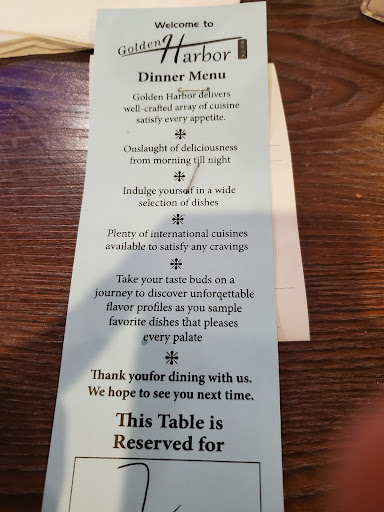 Welcome to
Golden Harbor
Dinner Menu
Golden Harbor delivers
well-crafted array of cuisine
satisfy every appetite.
Onslaught of deliciousness
from morning till night
Indulge yourself in a wide
selection of dishes
Plenty of international cuisines
available to satisfy any cravings
Take your taste buds on a
journey to discover unforqettable
flavor profiles as you sample
favorite dishes that pleases
every palate
Thank youfor dining with us.
We hope to see you next time.
This Table is
Reserved for